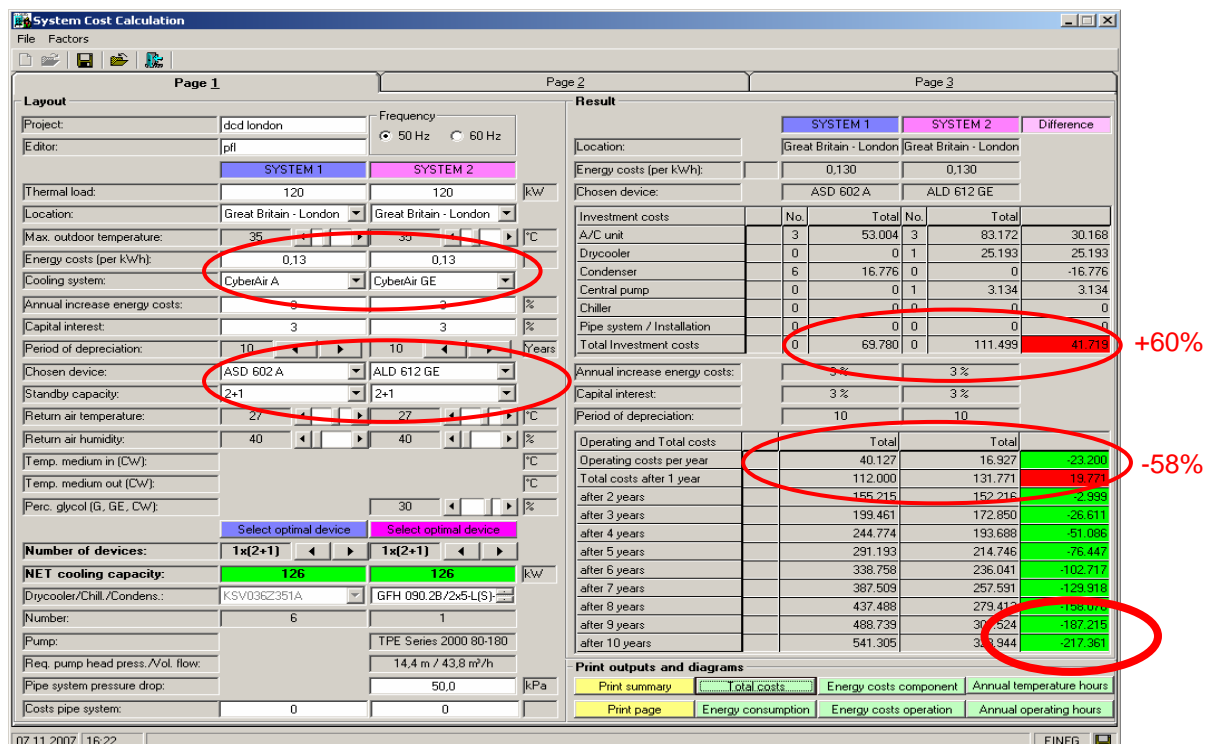 System Cost Calculation
File Factors
Page 1 Page 2 Page 3
Layout
Project: dcd london Frequency
50 Hz 60 Hz
Editor: pfl
SYSTEM 1 SYSTEM 2
Thermal load: 120 120 kW
Location: Great Britain - London Great Britain - London
Max. outdoor temperature: 35 35 °C
Energy costs (per kWh): 0,13 0,13
Cooling system: CyberAir A CyberAir GE
Annual increase energy costs: 3 3 %
Capital interest: 3 3 %
Period of depreciation: 10 10 Years
Chosen device: ASD 602 A ALD 612 GE
Standby capacity: 2+1 2+1
Return air temperature: 27 27 °C
Return air humidity: 40 40 %
Temp. medium in (CW): °C
Temp. medium out (CW): °C
Perc. glycol (G, GE, CW): 30 %
Select optimal device Select optimal device
Number of devices: 1x(2+1) 1x(2+1)
NET cooling capacity: 126 126 kW
Drycooler/Chill./Condens.: KSV036Z351A GFH 090.2B/2x5-L(S)-
Number: 6 1
Pump: TPE Series 2000 80-180
Req. pump head press./Vol. flow: 14,4 m / 43,8 m³/h
Pipe system pressure drop: 50,0 kPa
Costs pipe system: 0 0
Result
SYSTEM 1 SYSTEM 2 Difference
Location: Great Britain - London Great Britain - London
Energy costs (per kWh): 0,130 0,130
Chosen device: ASD 602 A ALD 612 GE
Investment costs No. Total No. Total
A/C unit 3 53.004 3 83.172 30.168
Drycooler 0 0 1 25.193 25.193
Condenser 6 16.776 0 0 -16.776
Central pump 0 0 1 3.134 3.134
Chiller 0 0 0 0 0
Pipe system / Installation 0 0 0 0 0
Total Investment costs 0 69.780 0 111.499 41.719
+60%
Annual increase energy costs: 3 % 3 %
Capital interest: 3 % 3 %
Period of depreciation: 10 10
Operating and Total costs Total Total
Operating costs per year 40.127 16.927 -23.200
-58%
Total costs after 1 year 112.000 131.771 19.771
after 2 years 155.215 152.216 -2.999
after 3 years 199.461 172.850 -26.611
after 4 years 244.774 193.688 -51.086
after 5 years 291.193 214.746 -76.447
after 6 years 338.758 236.041 -102.717
after 7 years 387.509 257.591 -129.918
after 8 years 437.488 279.412 -158.076
after 9 years 488.739 -187.215
after 10 years 541.305 -217.361
Print outputs and diagrams
Print summary Total costs Energy costs component Annual temperature hours
Print page Energy consumption Energy costs operation Annual operating hours
07.11.2007 16:22 EINFG